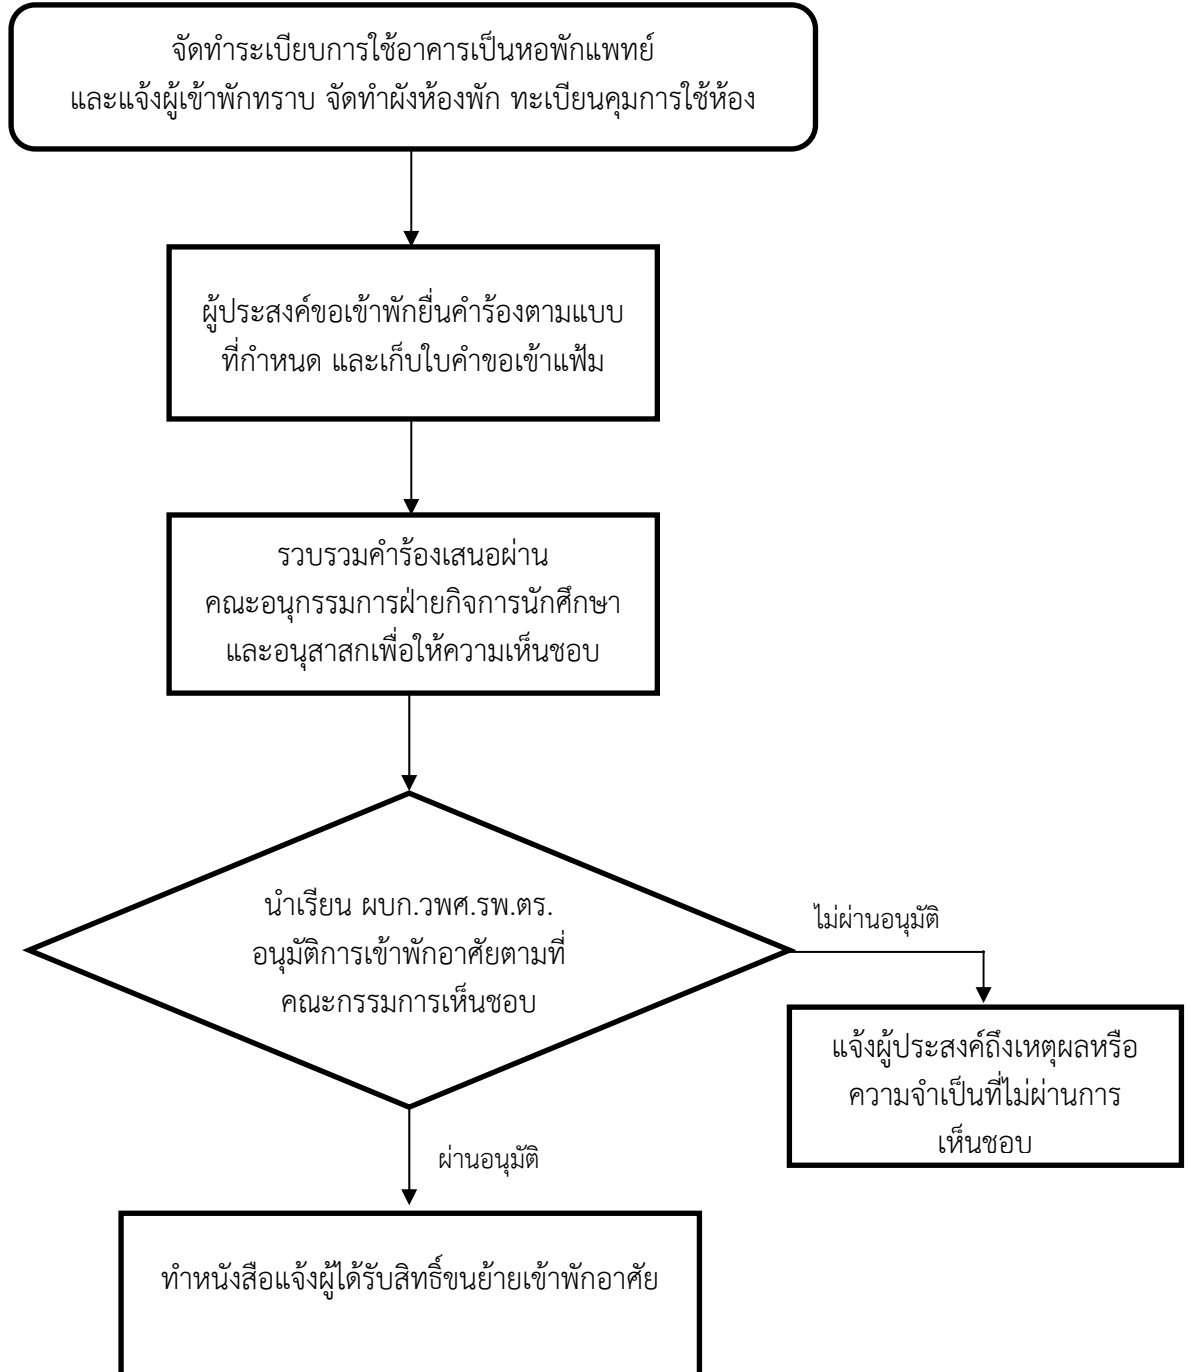 จัดทำระเบียบการใช้อาคารเป็นหอพักแพทย์
และแจ้งผู้เข้าพักทราบ จัดทำผังห้องพัก ทะเบียนคุมการใช้ห้อง
ผู้ประสงค์ขอเข้าพักยื่นคำร้องตามแบบ
ที่กำหนด และเก็บใบคำขอเข้าแฟ้ม
รวบรวมคำร้องเสนอผ่าน
คณะอนุกรรมการฝ่ายกิจการนักศึกษา
และอนุสาสกเพื่อให้ความเห็นชอบ
นำเรียน ผบก.วพศ.รพ.ตร.
อนุมัติการเข้าพักอาศัยตามที่
คณะกรรมการเห็นชอบ
ไม่ผ่านอนุมัติ
แจ้งผู้ประสงค์ถึงเหตุผลหรือ
ความจำเป็นที่ไม่ผ่านการ
เห็นชอบ
ผ่านอนุมัติ
ทำหนังสือแจ้งผู้ได้รับสิทธิ์ขนย้ายเข้าพักอาศัย